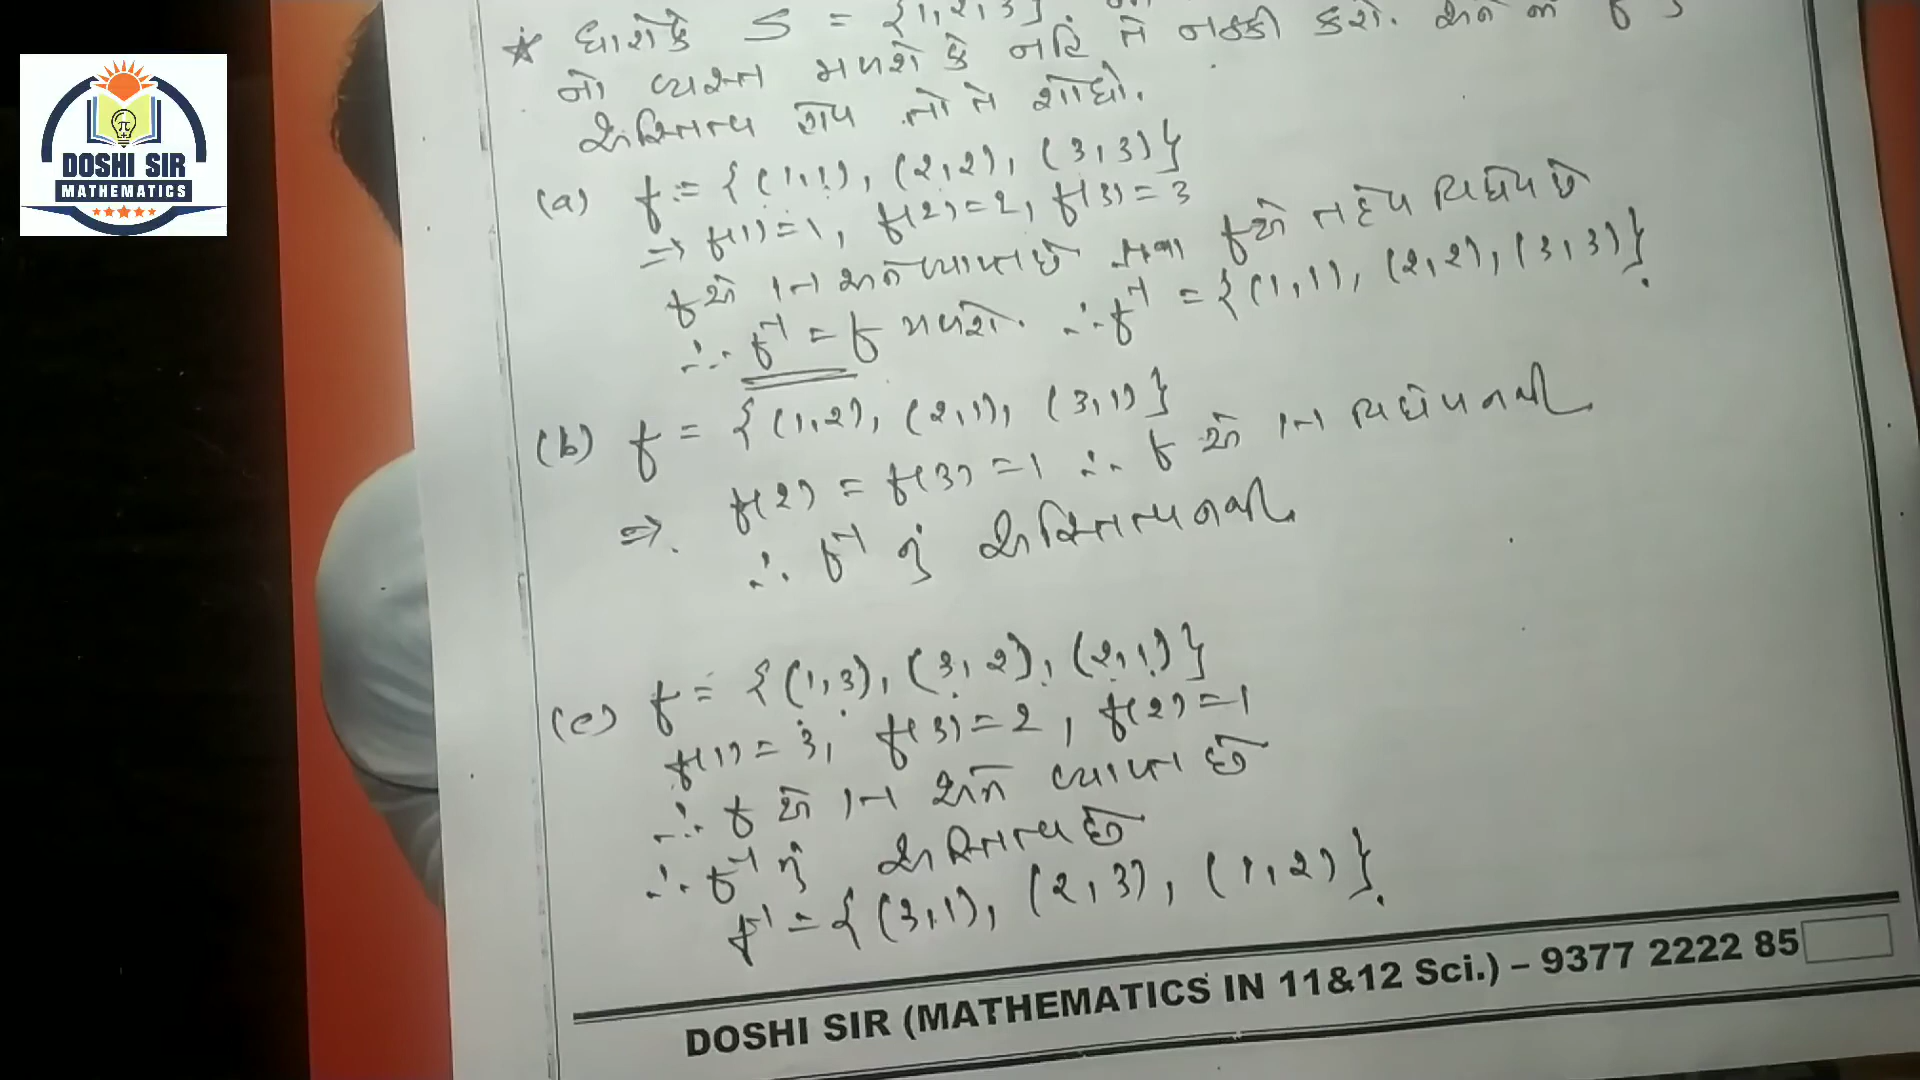 DOSHI SIR
MATHEMATICS
* ધારોકે S = {1, 2, 3}
નો વ્યસ્ત મળશે કે નહિ તે નક્કી કરો. અને જો f
અસ્તિત્વ હોય તો તે શોધો.
(a) f = {(1,1), (2,2), (3,3)}
⇒ f(1) = 1, f(2) = 2, f(3) = 3
f એ 1-1 અને વ્યાપ્ત છે તથા f એ તદેવ વિધેય છે
∴ f⁻¹ = f મળશે. ∴ f⁻¹ = {(1,1), (2,2), (3,3)}.
(b) f = {(1,2), (2,1), (3,1)}
⇒ f(2) = f(3) = 1 ∴ f એ 1-1 વિધેય નથી
∴ f⁻¹ નું અસ્તિત્વ નથી.
(c) f = {(1,3), (3,2), (2,1)}
f(1) = 3, f(3) = 2, f(2) = 1
∴ f એ 1-1 અને વ્યાપ્ત છે
∴ f⁻¹ નું અસ્તિત્વ છે
f⁻¹ = {(3,1), (2,3), (1,2)}.
DOSHI SIR (MATHEMATICS IN 11&12 Sci.) – 9377 2222 85